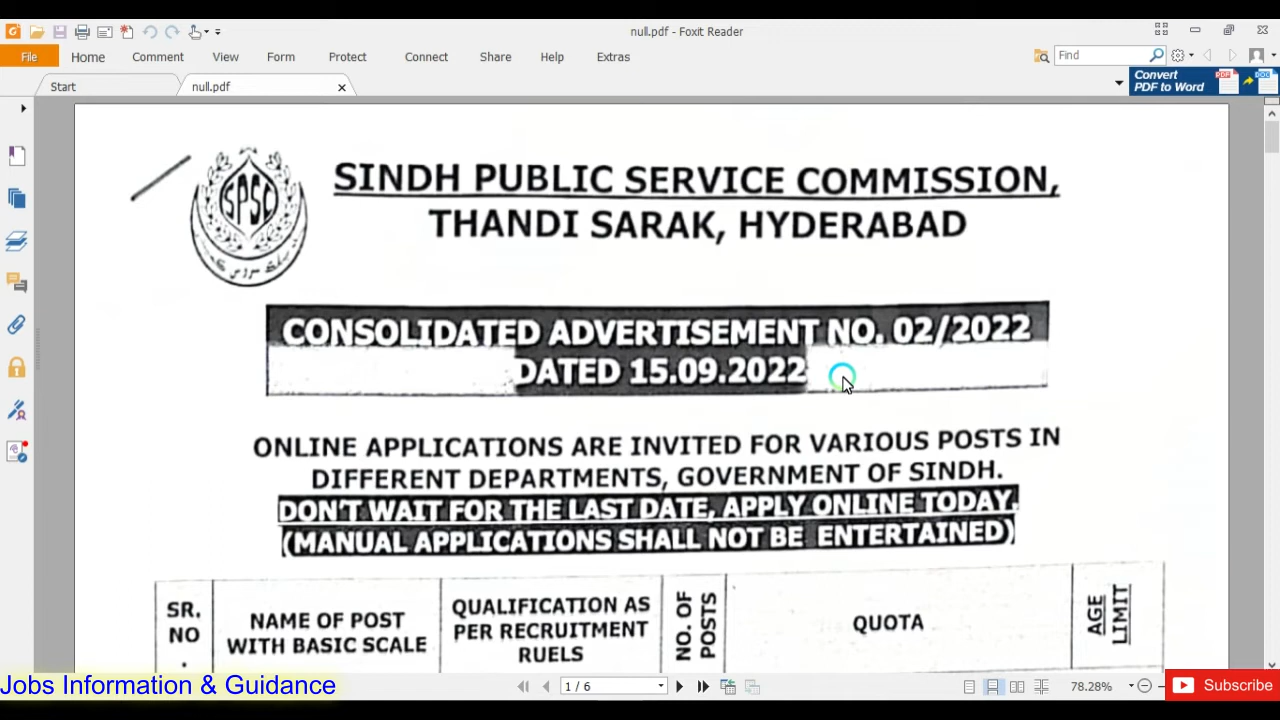 null.pdf - Foxit Reader
File Home Comment View Form Protect Connect Share Help Extras
Find
Start null.pdf
Convert
PDF to Word
PDF DOC
SPSC
SINDH PUBLIC SERVICE COMMISSION,
THANDI SARAK, HYDERABAD
CONSOLIDATED ADVERTISEMENT NO. 02/2022
DATED 15.09.2022
ONLINE APPLICATIONS ARE INVITED FOR VARIOUS POSTS IN
DIFFERENT DEPARTMENTS, GOVERNMENT OF SINDH.
DON'T WAIT FOR THE LAST DATE, APPLY ONLINE TODAY.
(MANUAL APPLICATIONS SHALL NOT BE ENTERTAINED)
SR.
NO
.
NAME OF POST
WITH BASIC SCALE
QUALIFICATION AS
PER RECRUITMENT
RUELS
NO. OF
POSTS
QUOTA
AGE
LIMIT
Jobs Information & Guidance
1 / 6
78.28%
Subscribe